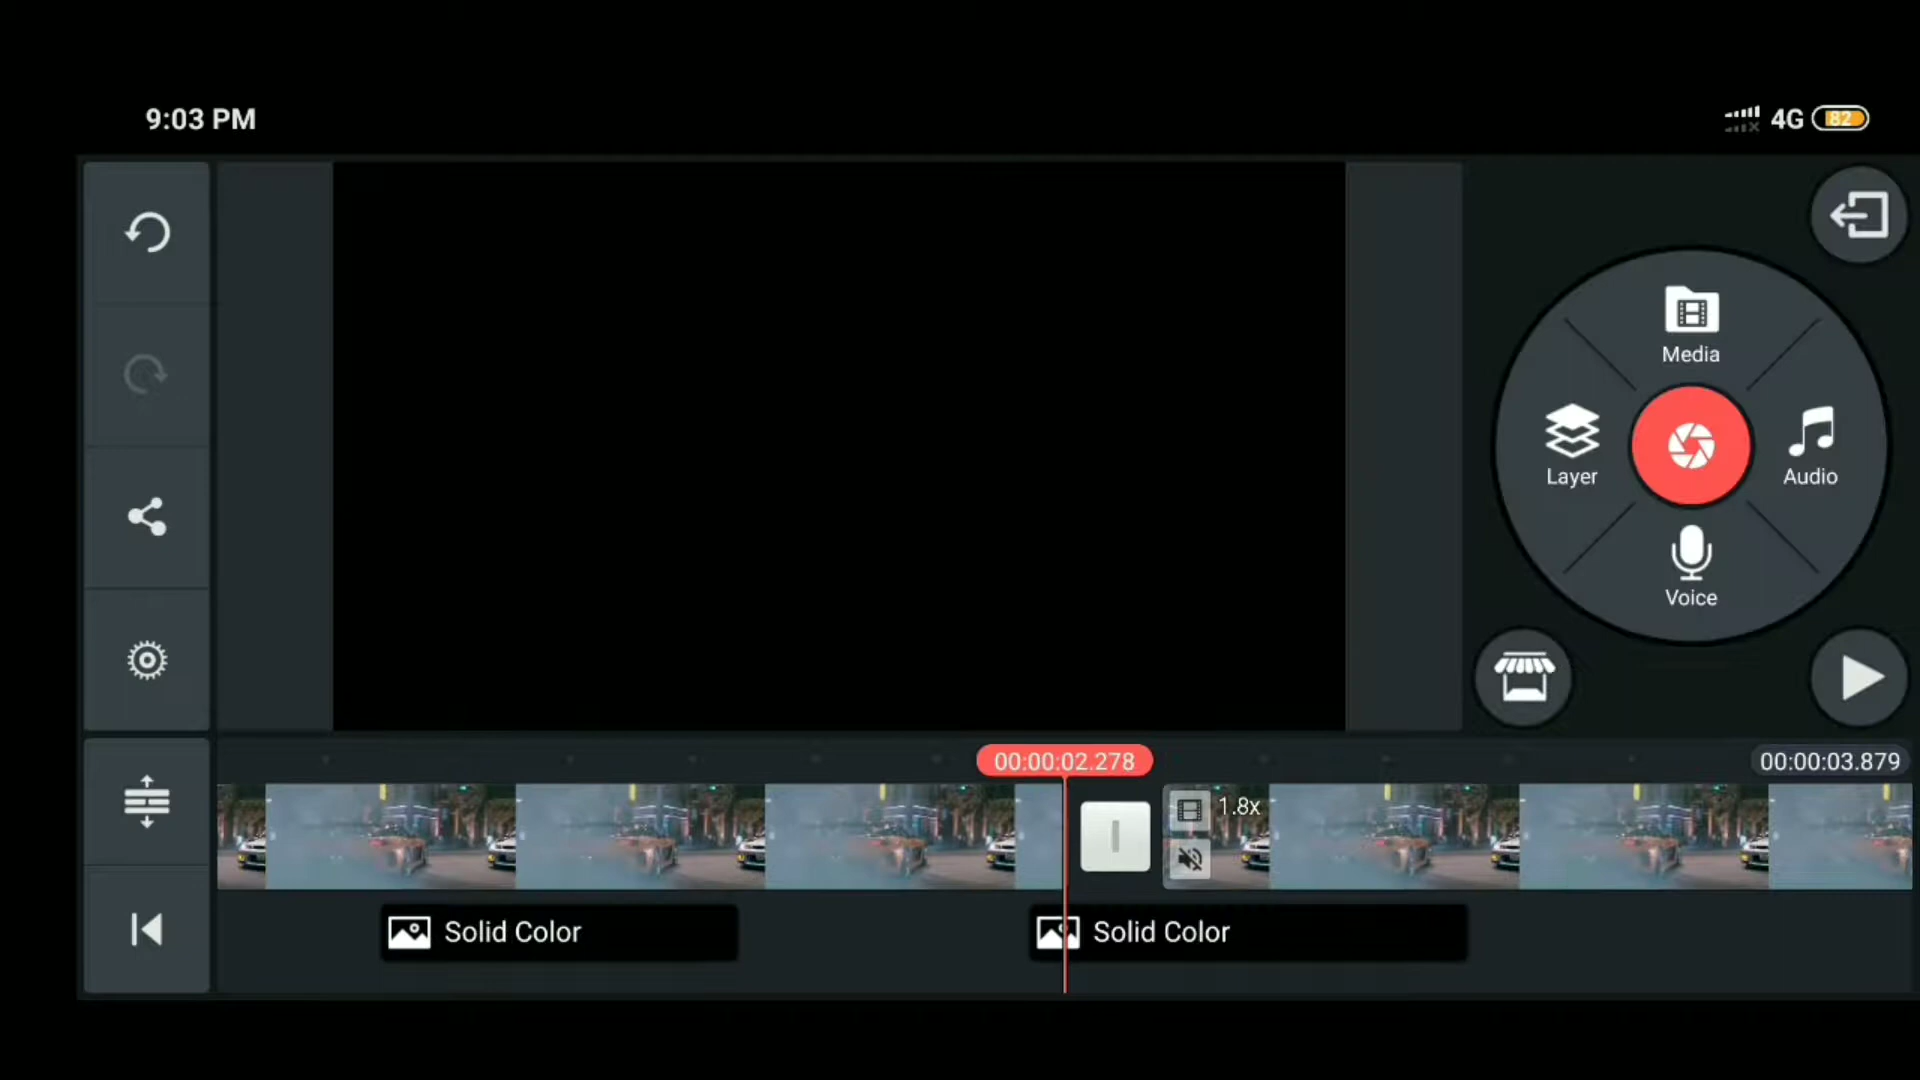 9:03 PM
4G 82
Media
Layer
Audio
Voice
00:00:02.278
00:00:03.879
1.8x
Solid Color
Solid Color